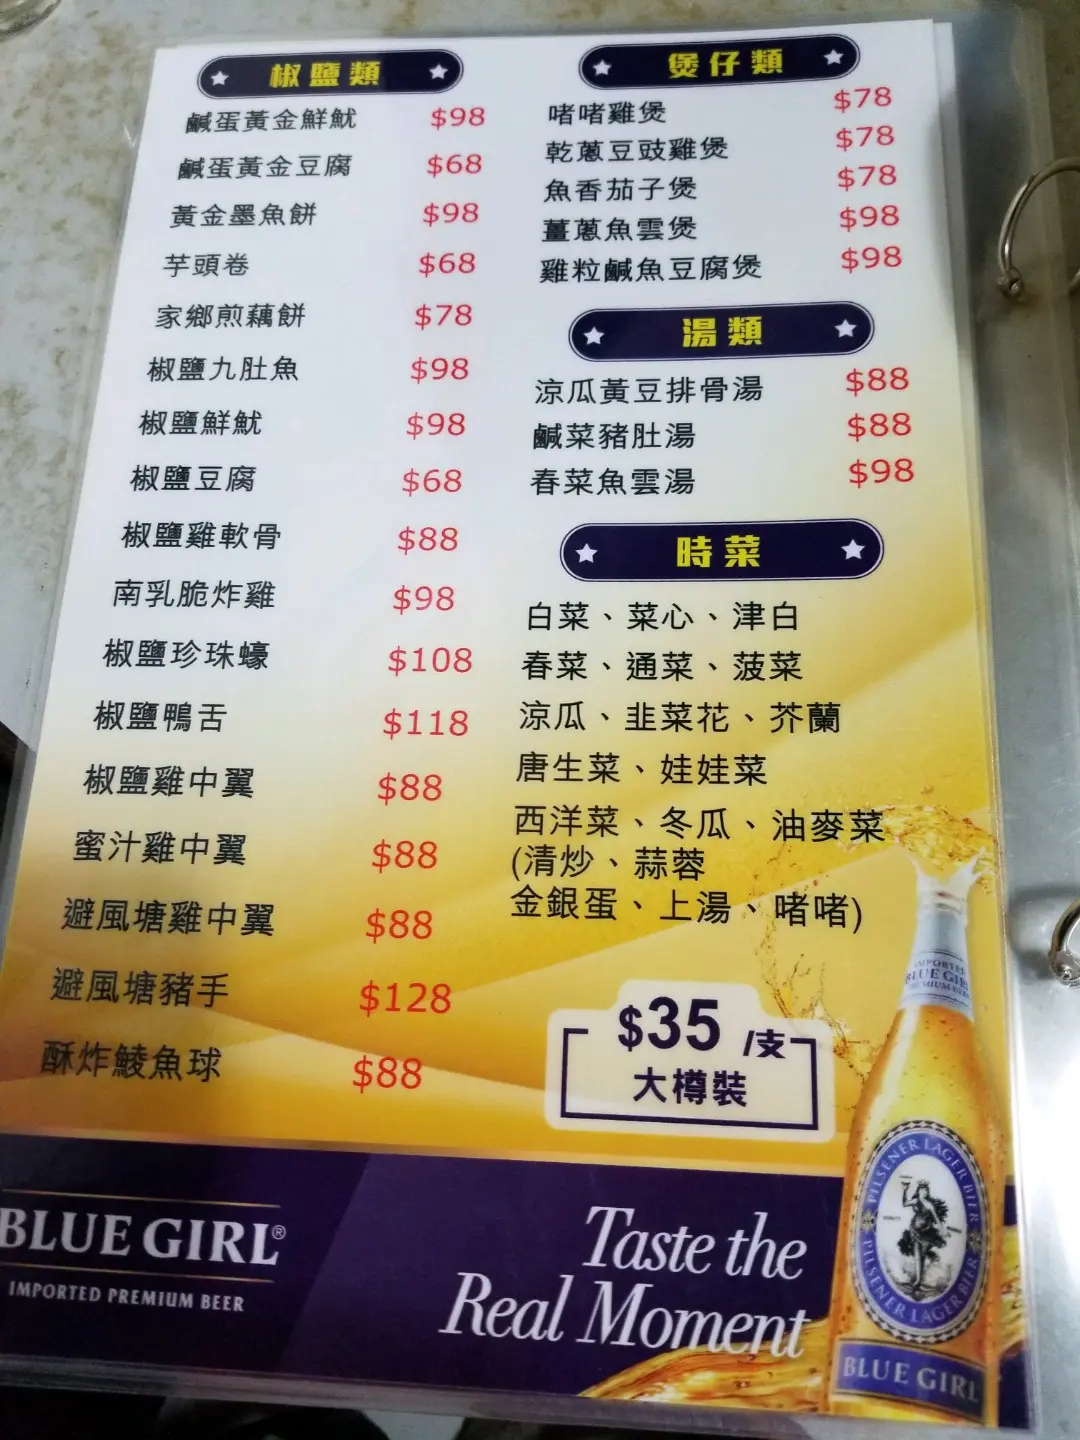 椒鹽類
鹹蛋黃金鮮魷 $98
鹹蛋黃金豆腐 $68
黃金墨魚餅 $98
芋頭卷 $68
家鄉煎藕餅 $78
椒鹽九肚魚 $98
椒鹽鮮魷 $98
椒鹽豆腐 $68
椒鹽雞軟骨 $88
南乳脆炸雞 $98
椒鹽珍珠蠔 $108
椒鹽鴨舌 $118
椒鹽雞中翼 $88
蜜汁雞中翼 $88
避風塘雞中翼 $88
避風塘豬手 $128
酥炸鯪魚球 $88
煲仔類
啫啫雞煲 $78
乾蔥豆豉雞煲 $78
魚香茄子煲 $78
薑蔥魚雲煲 $98
雞粒鹹魚豆腐煲 $98
湯類
涼瓜黃豆排骨湯 $88
鹹菜豬肚湯 $88
春菜魚雲湯 $98
時菜
白菜、菜心、津白
春菜、通菜、菠菜
涼瓜、韭菜花、芥蘭
唐生菜、娃娃菜
西洋菜、冬瓜、油麥菜
(清炒、蒜蓉
金銀蛋、上湯、啫啫)
$35 /支
大樽裝
BLUE GIRL®
IMPORTED PREMIUM BEER
Taste the
Real Moment
IMPORTED
BLUE GIRL
PREMIUM BEER
PILSENER LAGER BIER
PILSENER LAGER BIER
BLUE GIRL